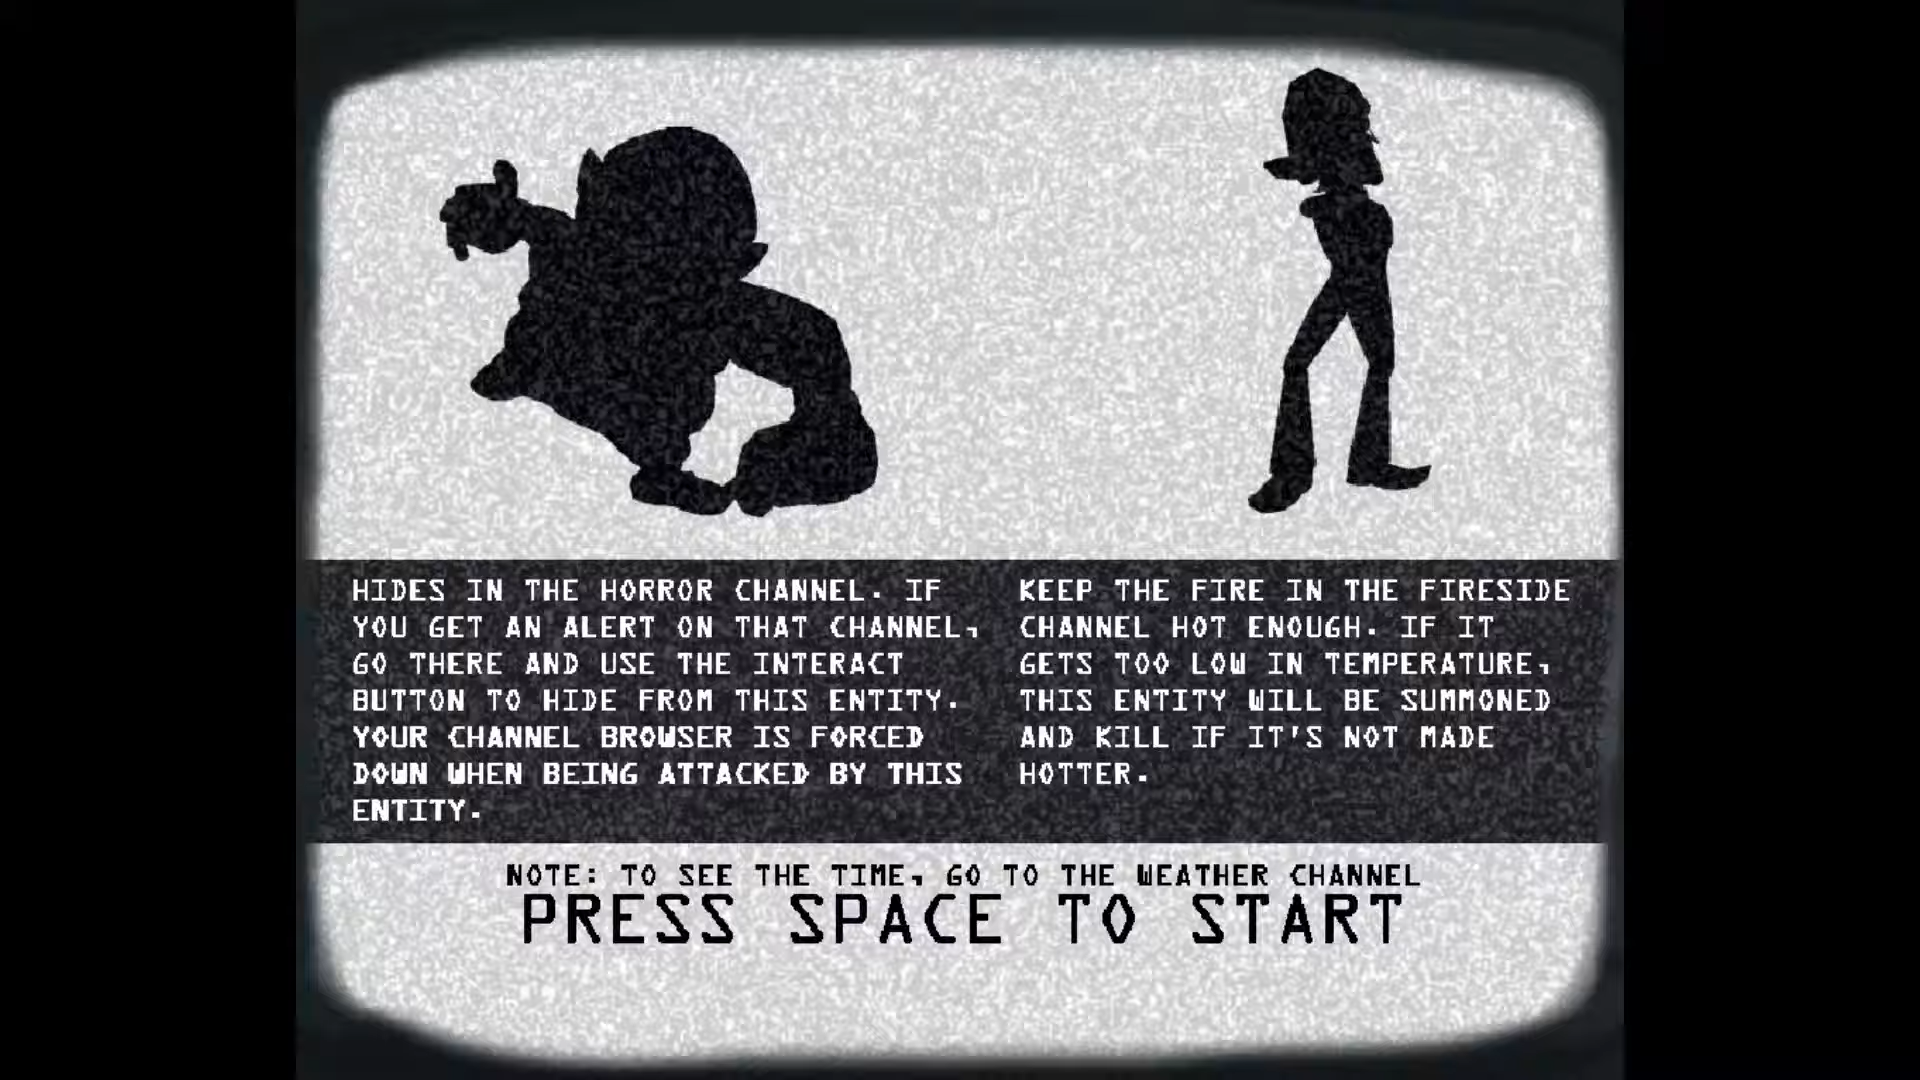 HIDES IN THE HORROR CHANNEL. IF
YOU GET AN ALERT ON THAT CHANNEL,
GO THERE AND USE THE INTERACT
BUTTON TO HIDE FROM THIS ENTITY.
YOUR CHANNEL BROWSER IS FORCED
DOWN WHEN BEING ATTACKED BY THIS
ENTITY.
KEEP THE FIRE IN THE FIRESIDE
CHANNEL HOT ENOUGH. IF IT
GETS TOO LOW IN TEMPERATURE,
THIS ENTITY WILL BE SUMMONED
AND KILL IF IT'S NOT MADE
HOTTER.
NOTE: TO SEE THE TIME, GO TO THE WEATHER CHANNEL
PRESS SPACE TO START